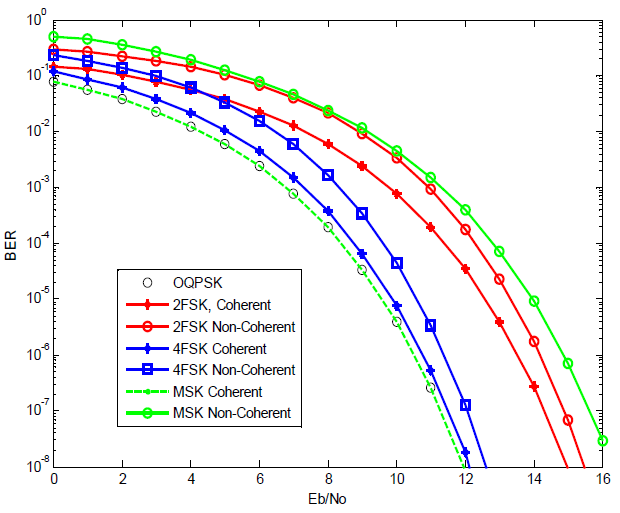 10^0
10^-1
10^-2
10^-3
10^-4
10^-5
10^-6
10^-7
10^-8
BER
OQPSK
2FSK, Coherent
2FSK Non-Coherent
4FSK Coherent
4FSK Non-Coherent
MSK Coherent
MSK Non-Coherent
0 2 4 6 8 10 12 14 16
Eb/No